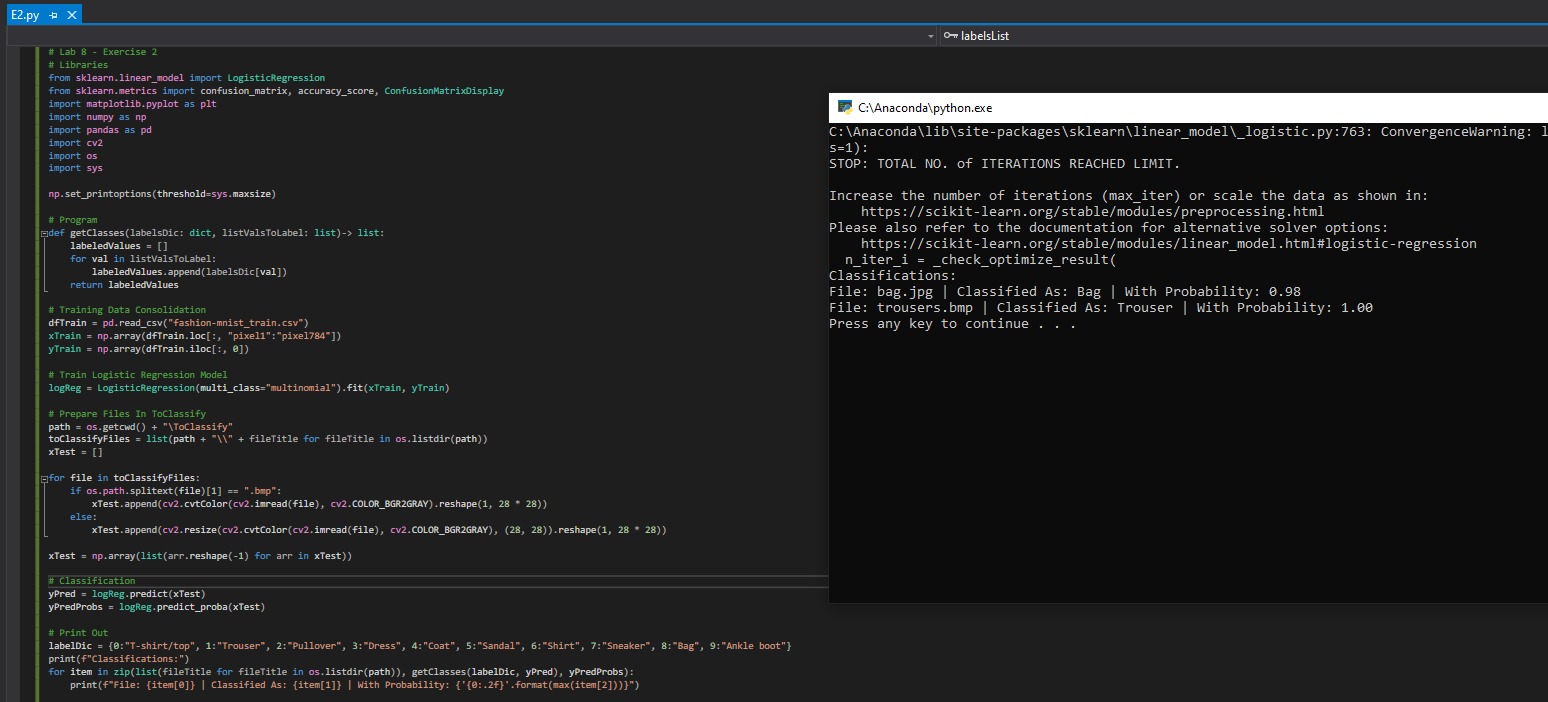 E2.py
labelsList
# Lab 8 - Exercise 2
# Libraries
from sklearn.linear_model import LogisticRegression
from sklearn.metrics import confusion_matrix, accuracy_score, ConfusionMatrixDisplay
import matplotlib.pyplot as plt
import numpy as np
import pandas as pd
import cv2
import os
import sys
np.set_printoptions(threshold=sys.maxsize)
# Program
def getClasses(labelsDic: dict, listValsToLabel: list)-> list:
labeledValues = []
for val in listValsToLabel:
labeledValues.append(labelsDic[val])
return labeledValues
# Training Data Consolidation
dfTrain = pd.read_csv("fashion-mnist_train.csv")
xTrain = np.array(dfTrain.loc[:, "pixel1":"pixel784"])
yTrain = np.array(dfTrain.iloc[:, 0])
# Train Logistic Regression Model
logReg = LogisticRegression(multi_class="multinomial").fit(xTrain, yTrain)
# Prepare Files In ToClassify
path = os.getcwd() + "\ToClassify"
toClassifyFiles = list(path + "\\" + fileTitle for fileTitle in os.listdir(path))
xTest = []
for file in toClassifyFiles:
if os.path.splitext(file)[1] == ".bmp":
xTest.append(cv2.cvtColor(cv2.imread(file), cv2.COLOR_BGR2GRAY).reshape(1, 28 * 28))
else:
xTest.append(cv2.resize(cv2.cvtColor(cv2.imread(file), cv2.COLOR_BGR2GRAY), (28, 28)).reshape(1, 28 * 28))
xTest = np.array(list(arr.reshape(-1) for arr in xTest))
# Classification
yPred = logReg.predict(xTest)
yPredProbs = logReg.predict_proba(xTest)
# Print Out
labelDic = {0:"T-shirt/top", 1:"Trouser", 2:"Pullover", 3:"Dress", 4:"Coat", 5:"Sandal", 6:"Shirt", 7:"Sneaker", 8:"Bag", 9:"Ankle boot"}
print(f"Classifications:")
for item in zip(list(fileTitle for fileTitle in os.listdir(path)), getClasses(labelDic, yPred), yPredProbs):
print(f"File: {item[0]} | Classified As: {item[1]} | With Probability: {'{0:.2f}'.format(max(item[2]))}")
C:\Anaconda\python.exe
C:\Anaconda\lib\site-packages\sklearn\linear_model\_logistic.py:763: ConvergenceWarning: l
s=1):
STOP: TOTAL NO. of ITERATIONS REACHED LIMIT.
Increase the number of iterations (max_iter) or scale the data as shown in:
https://scikit-learn.org/stable/modules/preprocessing.html
Please also refer to the documentation for alternative solver options:
https://scikit-learn.org/stable/modules/linear_model.html#logistic-regression
n_iter_i = _check_optimize_result(
Classifications:
File: bag.jpg | Classified As: Bag | With Probability: 0.98
File: trousers.bmp | Classified As: Trouser | With Probability: 1.00
Press any key to continue . . .